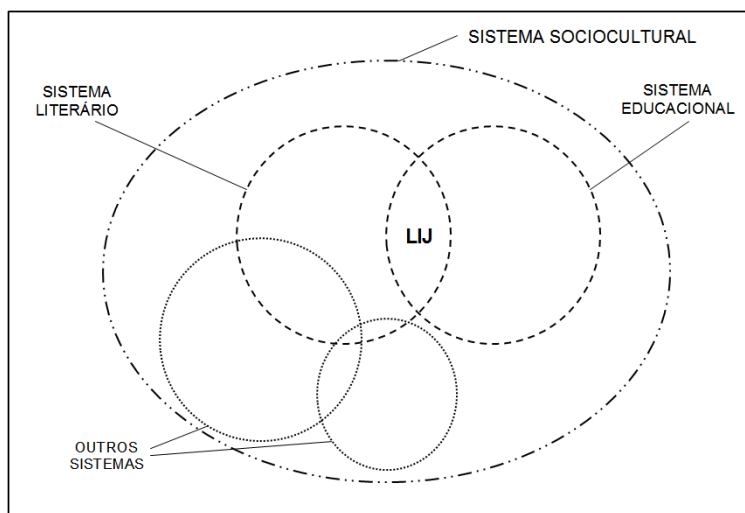 SISTEMA SOCIOCULTURAL
SISTEMA
LITERÁRIO
SISTEMA
EDUCACIONAL
LIJ
OUTROS
SISTEMAS